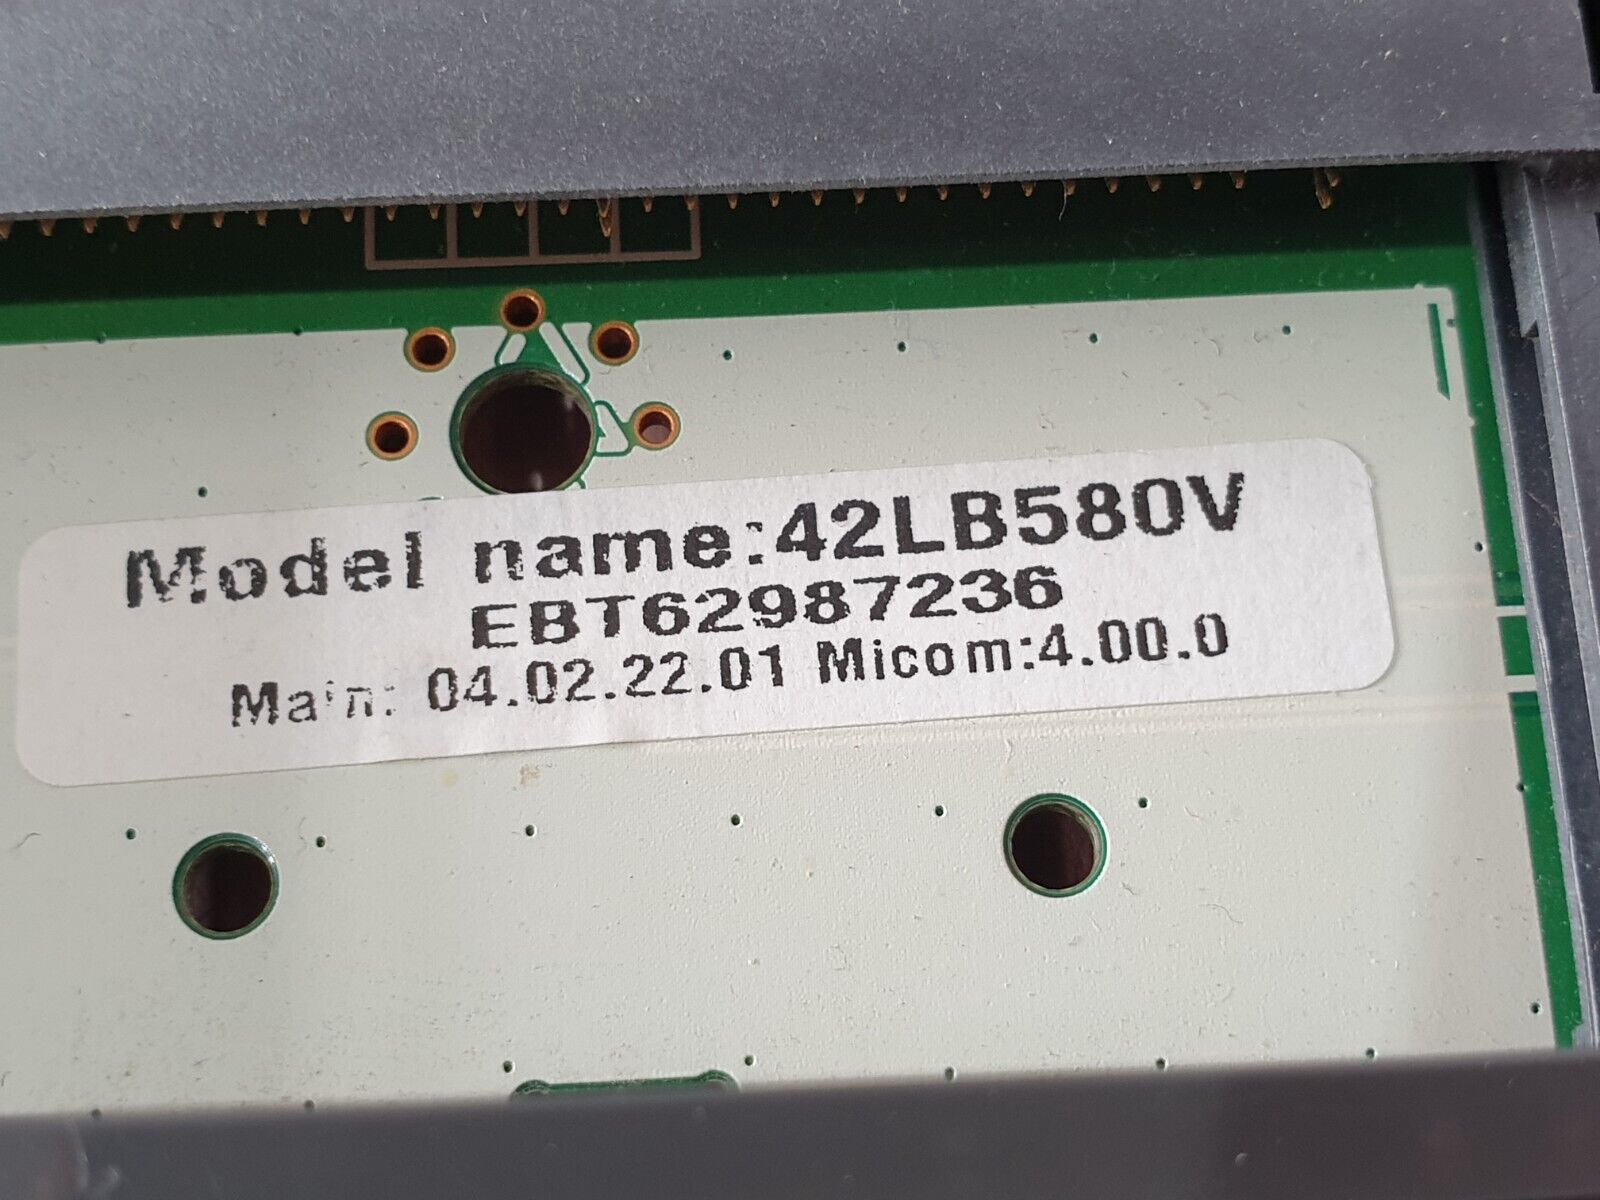 Model name:42LB580V
EBT62987236
Main: 04.02.22.01 Micom:4.00.0